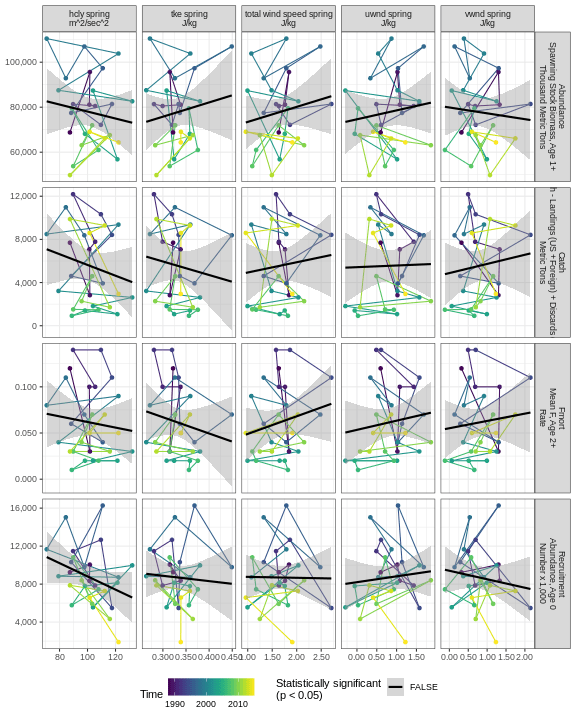 hcly spring
m^2/sec^2
tke spring
J/kg
total wind speed spring
J/kg
uwnd spring
J/kg
vwnd spring
J/kg
100,000
80,000
60,000
Abundance
Spawning Stock Biomass, Age 1+
Thousand Metric Tons
12,000
8,000
4,000
0
Catch
h - Landings (US +Foreign) + Discards
Metric Tons
0.100
0.050
0.000
Fmort
Mean F, Age 2+
Rate
16,000
12,000
8,000
4,000
Recruitment
Abundance, Age 0
Number x 1,000
80 100 120
0.300 0.350 0.400 0.450
1.0 1.5 2.0 2.5
0.00 0.50 1.00 1.50
0.00 0.50 1.00 1.50 2.00
Time
1990 2000 2010
Statistically significant
(p < 0.05)
FALSE